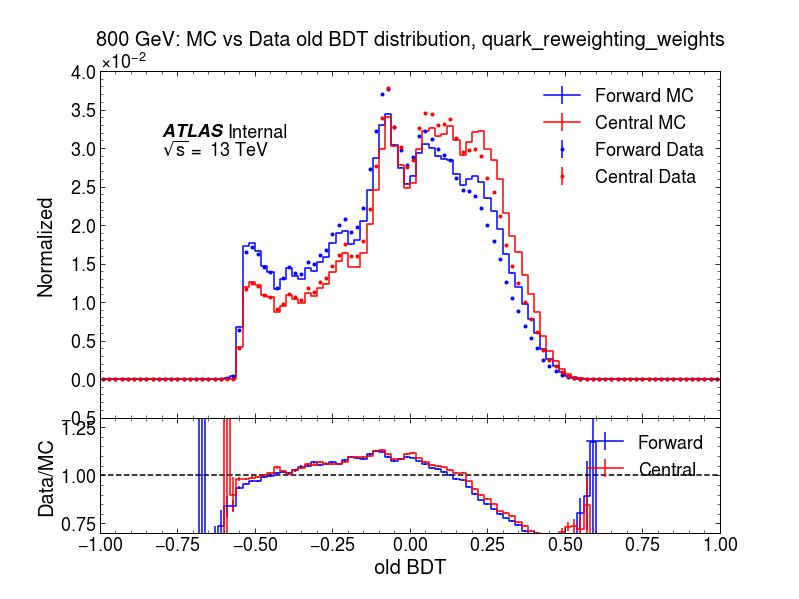 800 GeV: MC vs Data old BDT distribution, quark_reweighting_weights
×10⁻²
4.0
3.5
3.0
2.5
2.0
1.5
1.0
0.5
0.0
−0.5
Normalized
ATLAS Internal
√s = 13 TeV
Forward MC
Central MC
Forward Data
Central Data
1.25
1.00
0.75
Data/MC
Forward
Central
−1.00 −0.75 −0.50 −0.25 0.00 0.25 0.50 0.75 1.00
old BDT